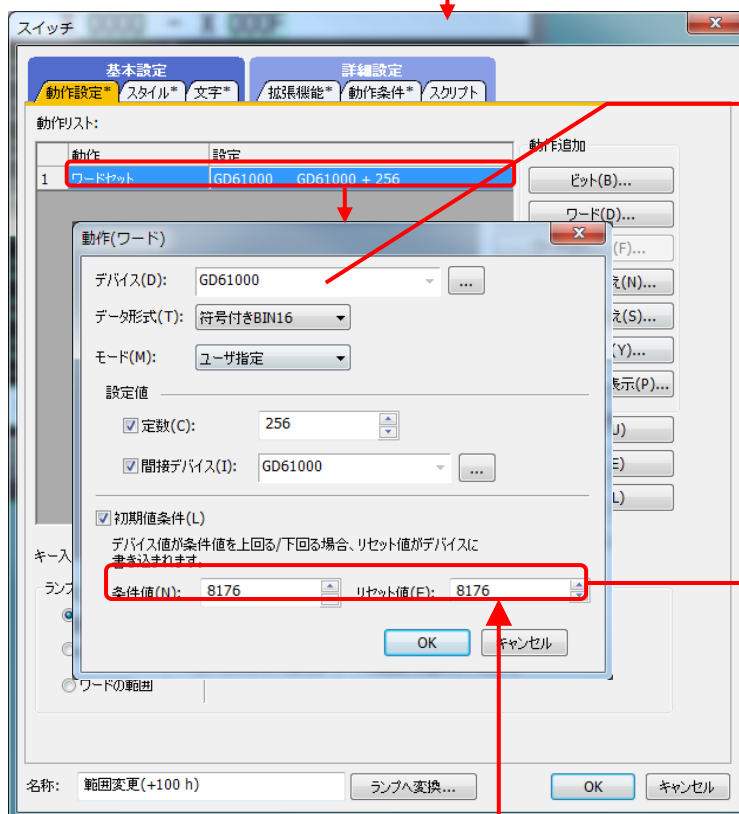 スイッチ
基本設定
詳細設定
動作設定*
スタイル*
文字*
拡張機能*
動作条件*
スクリプト
動作リスト:
動作
設定
1
ワードセット
GD61000
GD61000 + 256
動作追加
ビット(B)...
ワード(D)...
(F)...
え(N)...
え(S)...
(Y)...
表示(P)...
動作(ワード)
デバイス(D):
GD61000
...
データ形式(T):
符号付きBIN16
モード(M):
ユーザ指定
設定値
定数(C):
256
間接デバイス(I):
GD61000
...
初期値条件(L)
デバイス値が条件値を上回る/下回る場合、リセット値がデバイスに
書き込まれます。
条件値(N):
8176
リセット値(E):
8176
OK
キャンセル
キー入
ランプ
ワードの範囲
名称:
範囲変更(+100 h)
ランプへ変換...
OK
キャンセル